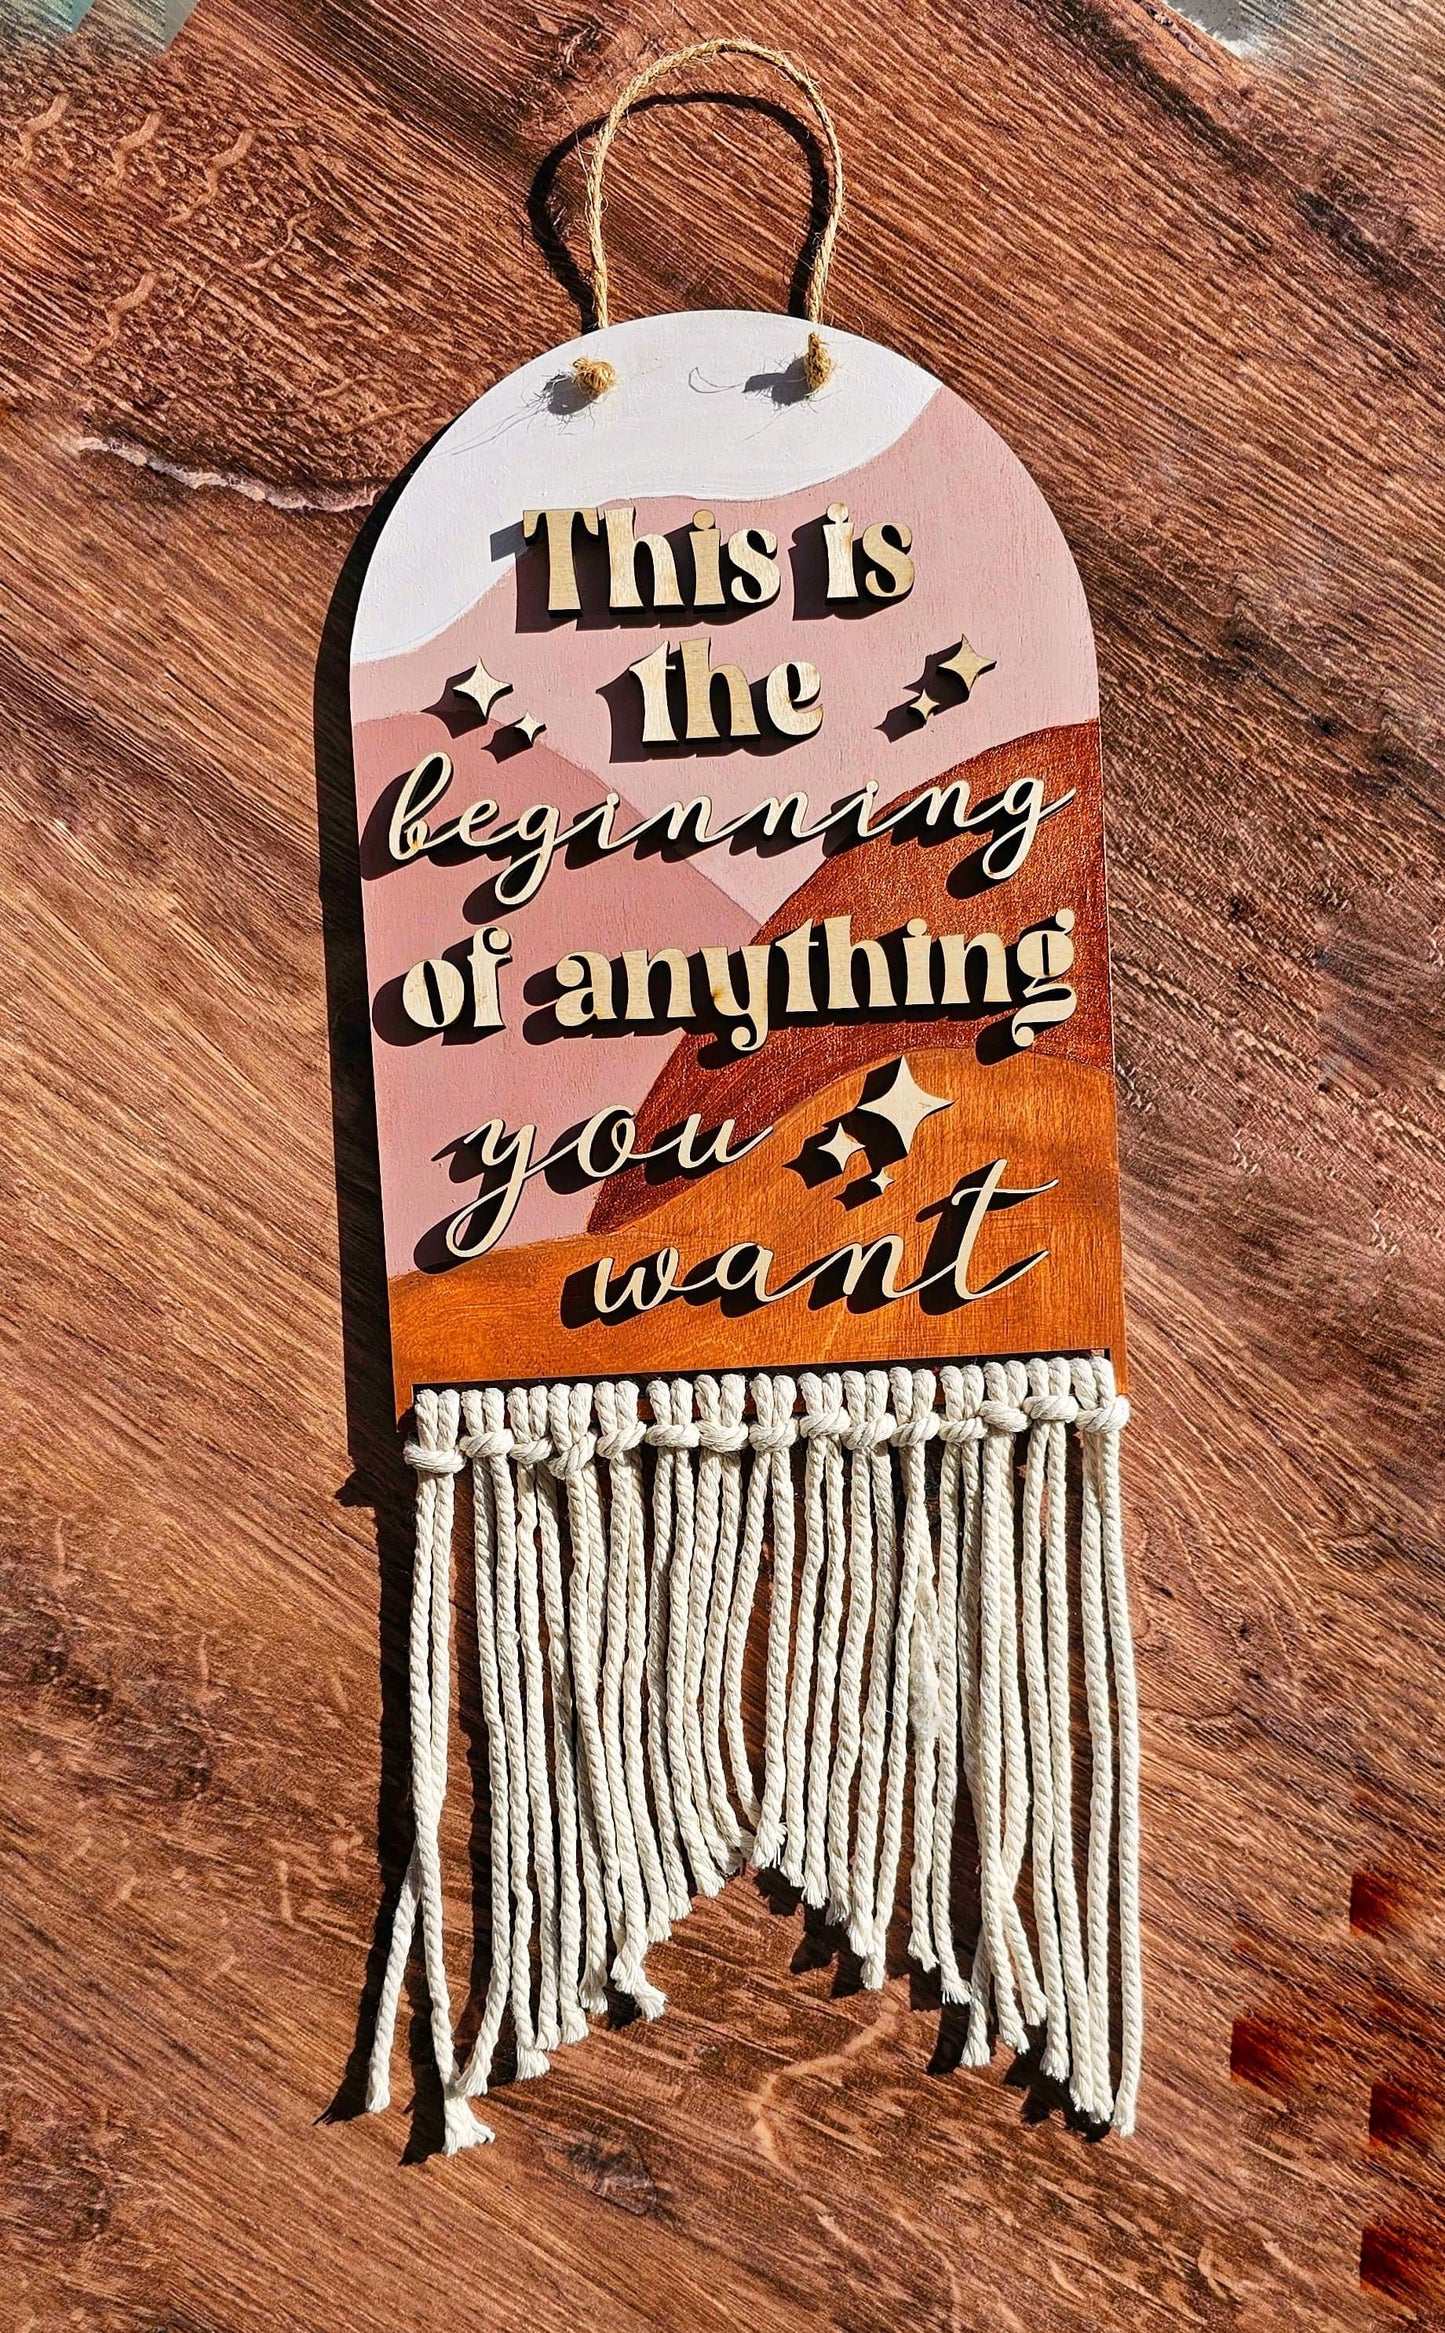 This is
the
beginning
of anything
you
want